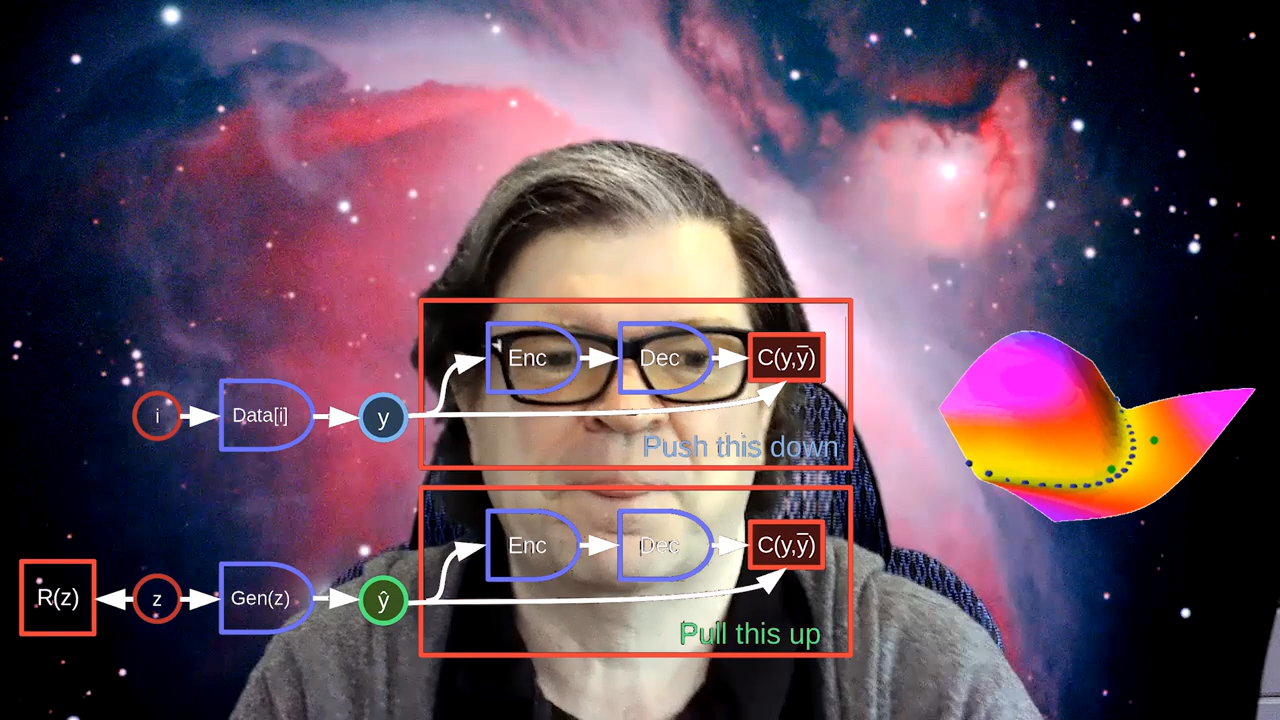 Enc Dec C(y,ȳ)
i Data[i] y
Push this down
Enc Dec C(y,ȳ)
R(z) z Gen(z) ŷ
Pull this up